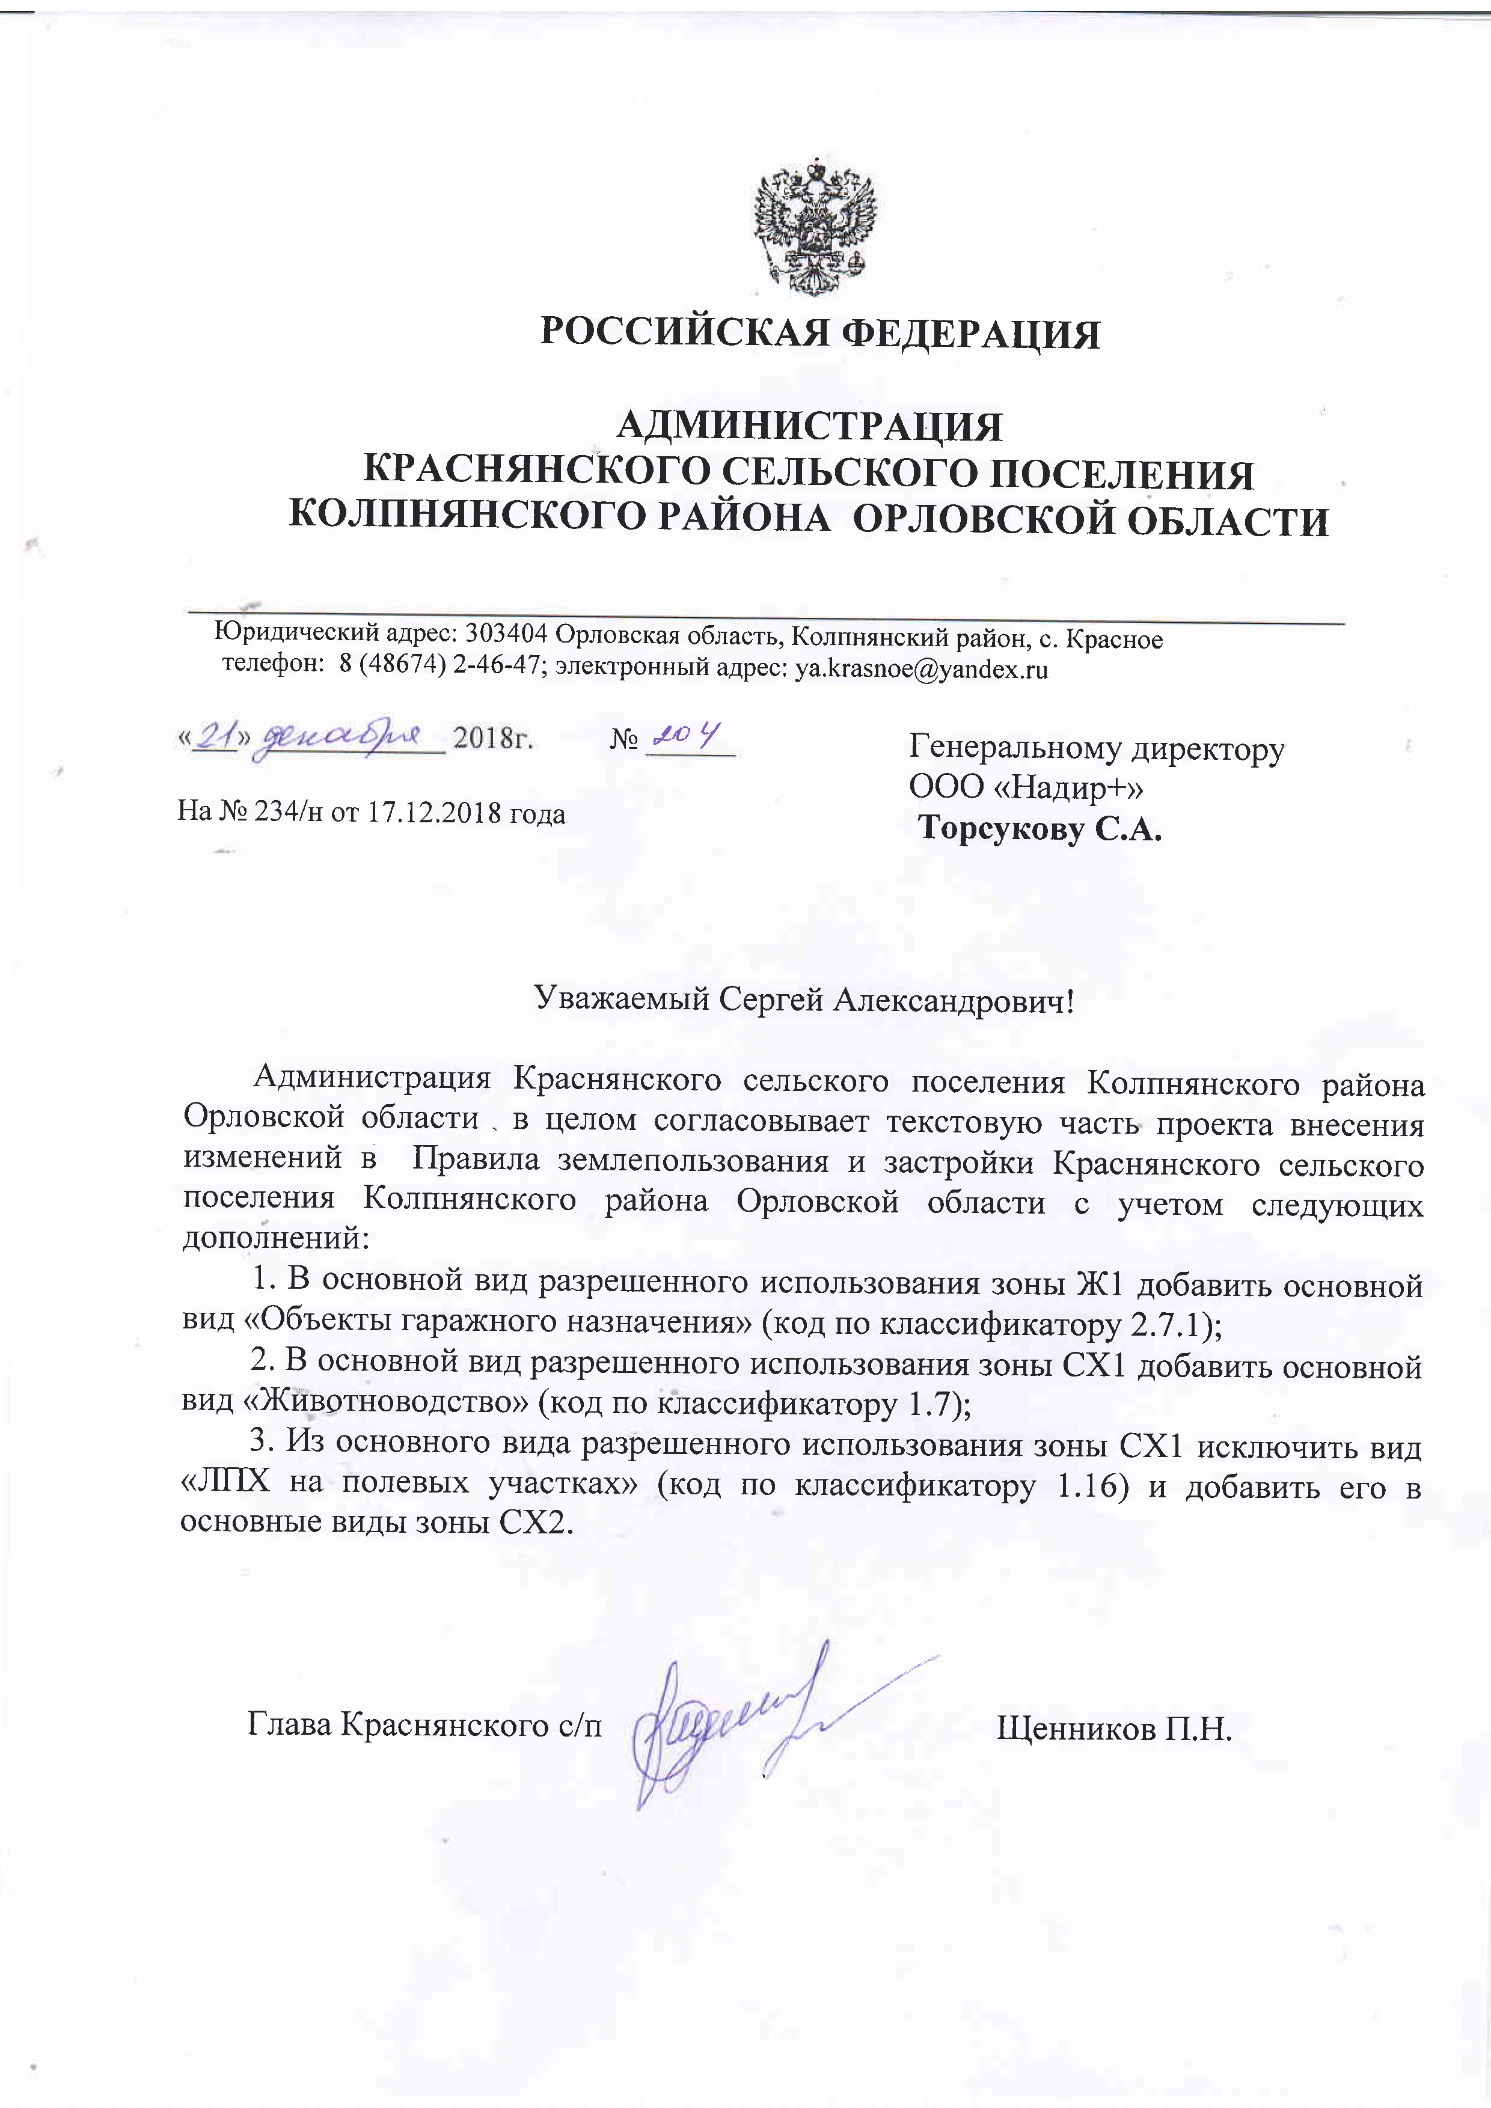 РОССИЙСКАЯ ФЕДЕРАЦИЯ
АДМИНИСТРАЦИЯ
КРАСНЯНСКОГО СЕЛЬСКОГО ПОСЕЛЕНИЯ
КОЛПНЯНСКОГО РАЙОНА ОРЛОВСКОЙ ОБЛАСТИ
Юридический адрес: 303404 Орловская область, Колпнянский район, с. Красное
телефон: 8 (48674) 2-46-47; электронный адрес: ya.krasnoe@yandex.ru
«21» декабря 2018г. № 204
На № 234/н от 17.12.2018 года
Генеральному директору
ООО «Надир+»
Торсукову С.А.
Уважаемый Сергей Александрович!
Администрация Краснянского сельского поселения Колпнянского района
Орловской области в целом согласовывает текстовую часть проекта внесения
изменений в Правила землепользования и застройки Краснянского сельского
поселения Колпнянского района Орловской области с учетом следующих
дополнений:
1. В основной вид разрешенного использования зоны Ж1 добавить основной
вид «Объекты гаражного назначения» (код по классификатору 2.7.1);
2. В основной вид разрешенного использования зоны СХ1 добавить основной
вид «Животноводство» (код по классификатору 1.7);
3. Из основного вида разрешенного использования зоны СХ1 исключить вид
«ЛПХ на полевых участках» (код по классификатору 1.16) и добавить его в
основные виды зоны СХ2.
Глава Краснянского с/п Щенников П.Н.